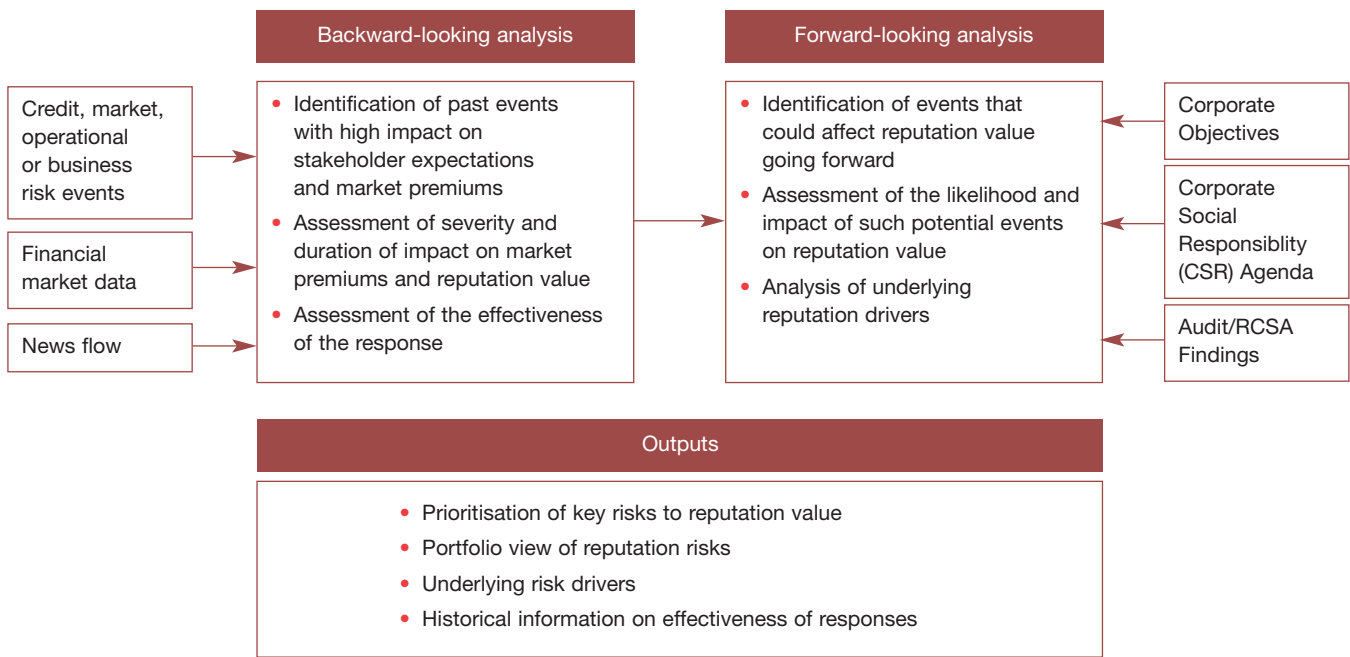 Backward-looking analysis
Forward-looking analysis
Credit, market,
operational
or business
risk events
Financial
market data
News flow
• Identification of past events
with high impact on
stakeholder expectations
and market premiums
• Assessment of severity and
duration of impact on market
premiums and reputation value
• Assessment of the effectiveness
of the response
• Identification of events that
could affect reputation value
going forward
• Assessment of the likelihood and
impact of such potential events
on reputation value
• Analysis of underlying
reputation drivers
Corporate
Objectives
Corporate
Social
Responsiblity
(CSR) Agenda
Audit/RCSA
Findings
Outputs
• Prioritisation of key risks to reputation value
• Portfolio view of reputation risks
• Underlying risk drivers
• Historical information on effectiveness of responses